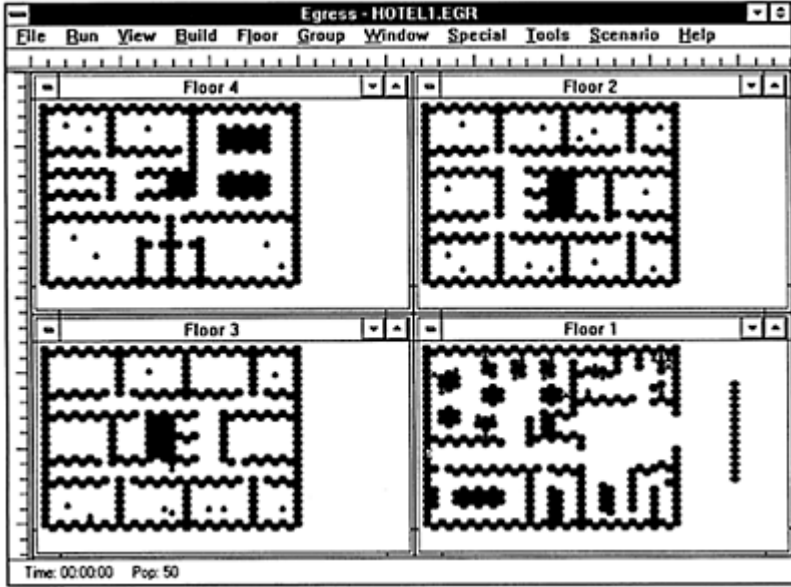 Egress - HOTEL1.EGR
File Run View Build Floor Group Window Special Tools Scenario Help
Floor 4
Floor 2
Floor 3
Floor 1
Time: 00:00:00 Pop: 50